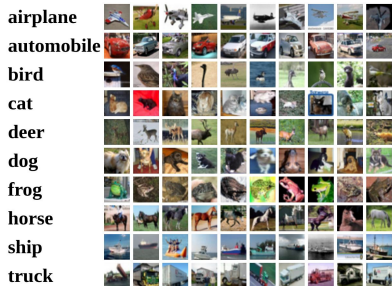 airplane
automobile
bird
cat
deer
dog
frog
horse
ship
truck